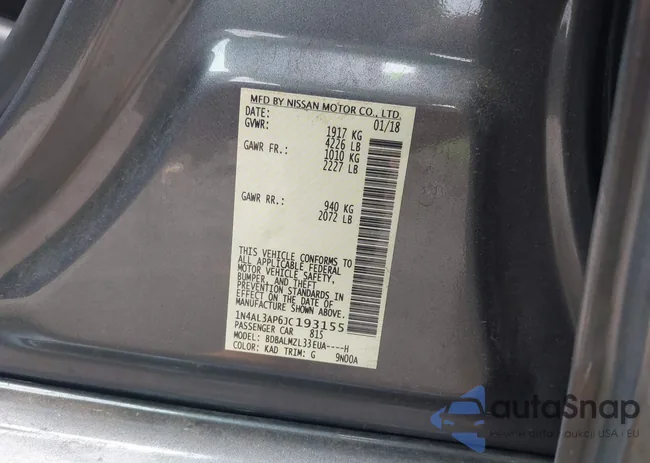 MFD BY NISSAN MOTOR CO., LTD.
DATE: 01/18
GVWR: 1917 KG
4226 LB
GAWR FR.: 1010 KG
2227 LB
GAWR RR.: 940 KG
2072 LB
THIS VEHICLE CONFORMS TO
ALL APPLICABLE FEDERAL
MOTOR VEHICLE SAFETY,
BUMPER, AND THEFT
PREVENTION STANDARDS IN
EFFECT ON THE DATE OF
MANUFACTURE SHOWN ABOVE.
1N4AL3AP6JC193155
PASSENGER CAR 815
MODEL: BDBALMZL33EUA----H
COLOR: KAD TRIM: G 9N00A
autoSnap
aukcji USA i EU